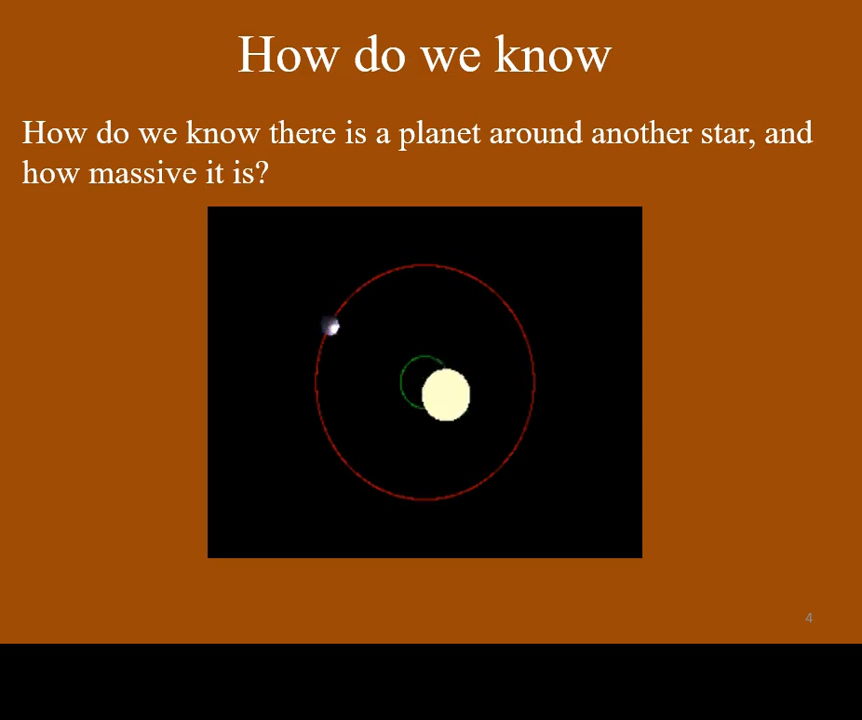 How do we know
How do we know there is a planet around another star, and
how massive it is?
4